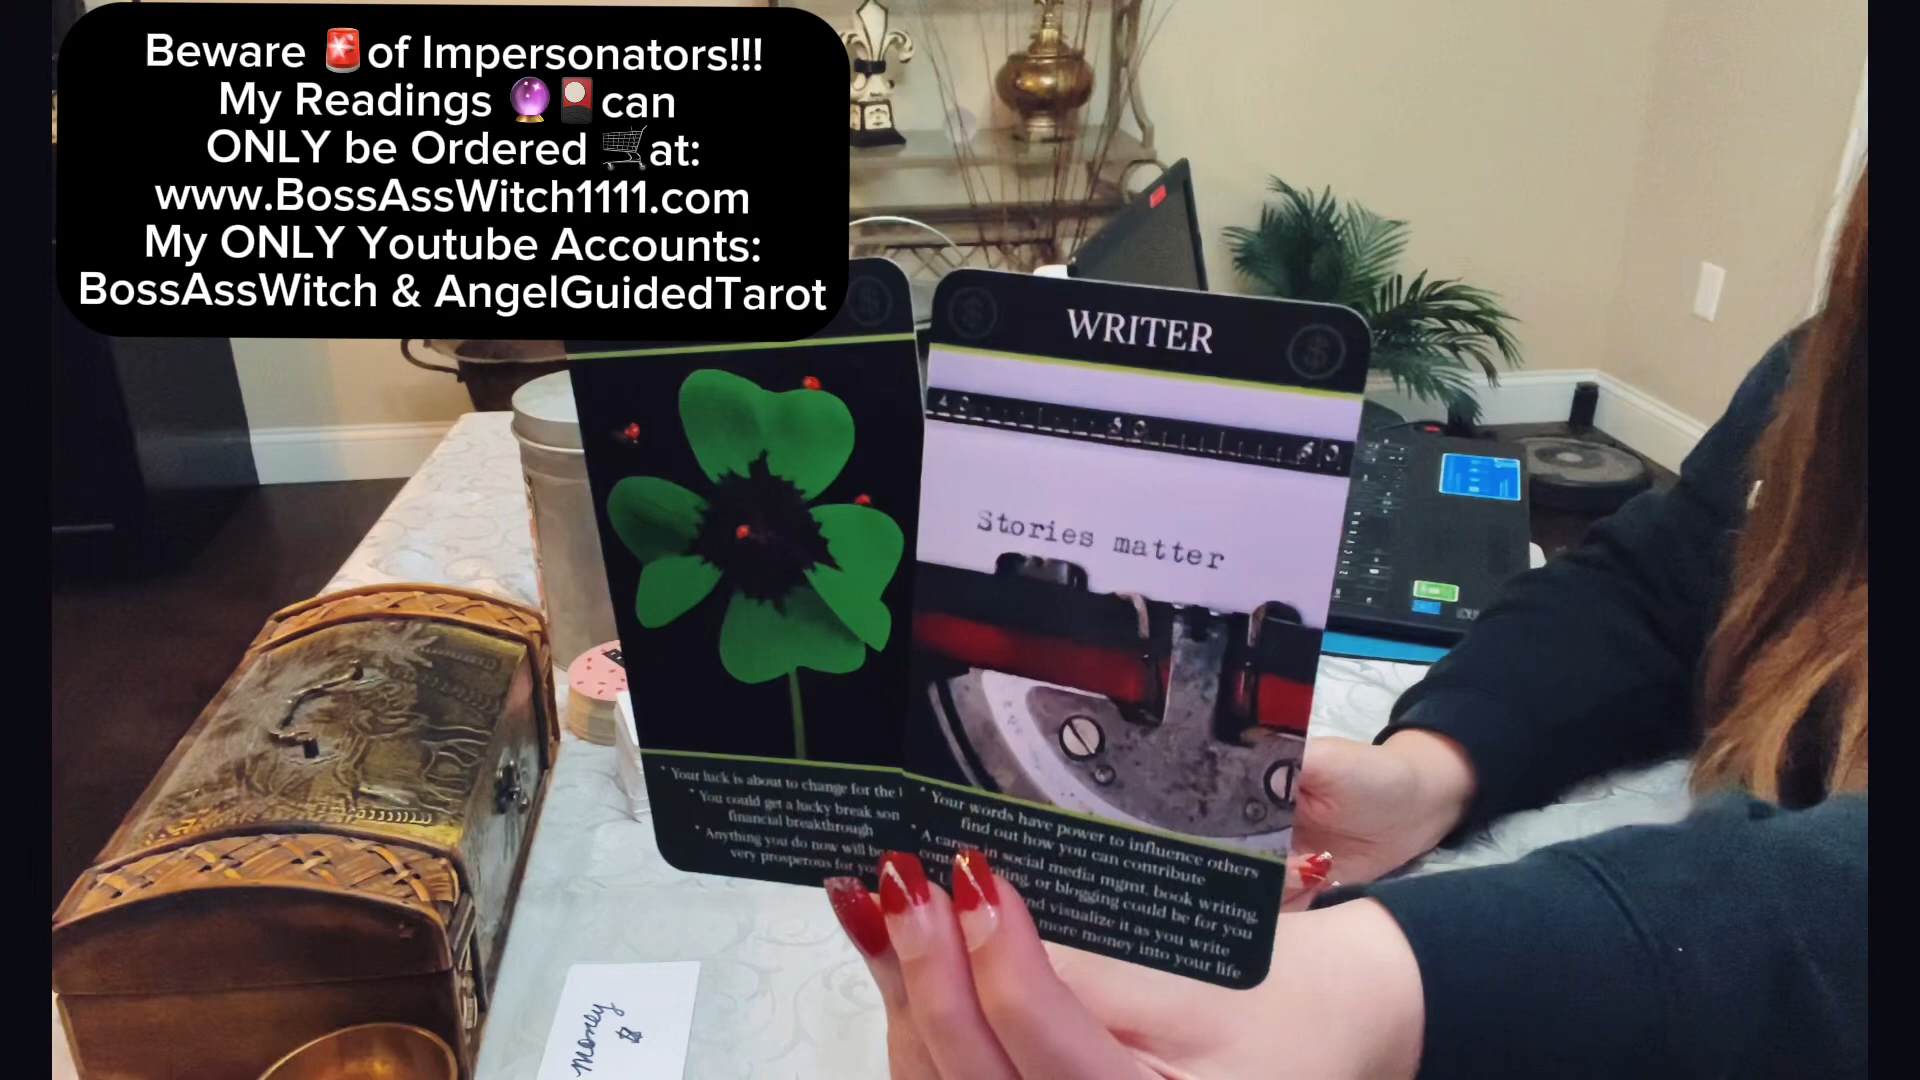 Beware 🚨of Impersonators!!!
My Readings 🔮🎴can
ONLY be Ordered 🛒at:
www.BossAssWitch1111.com
My ONLY Youtube Accounts:
BossAssWitch & AngelGuidedTarot
WRITER
40 50 60
Stories matter
* Your luck is about to change for the
* You could get a lucky break
financial breakthrough
* Anything you do now will
very prosperous for
* Your words have power to influence others
find out how you can contribute
* A career in social media mgmt, book writing,
or blogging could be for you
and visualize it as you write
more money into your life
money
$